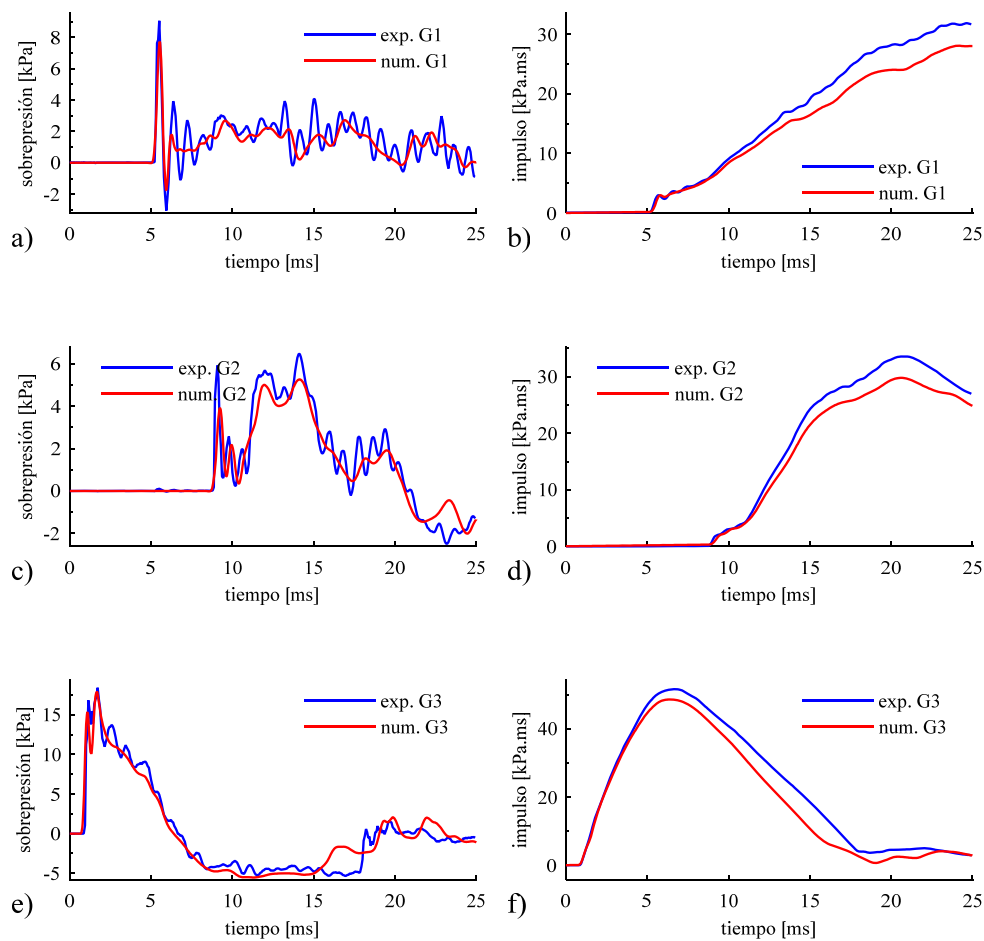 sobrepresión [kPa]
8
6
4
2
0
-2
exp. G1
num. G1
0 5 10 15 20 25
tiempo [ms]
a)
impulso [kPa.ms]
30
20
10
0
exp. G1
num. G1
0 5 10 15 20 25
tiempo [ms]
b)
sobrepresión [kPa]
6
4
2
0
-2
exp. G2
num. G2
0 5 10 15 20 25
tiempo [ms]
c)
impulso [kPa.ms]
30
20
10
0
exp. G2
num. G2
0 5 10 15 20 25
tiempo [ms]
d)
sobrepresión [kPa]
15
10
5
0
-5
exp. G3
num. G3
0 5 10 15 20 25
tiempo [ms]
e)
impulso [kPa.ms]
40
20
0
exp. G3
num. G3
0 5 10 15 20 25
tiempo [ms]
f)